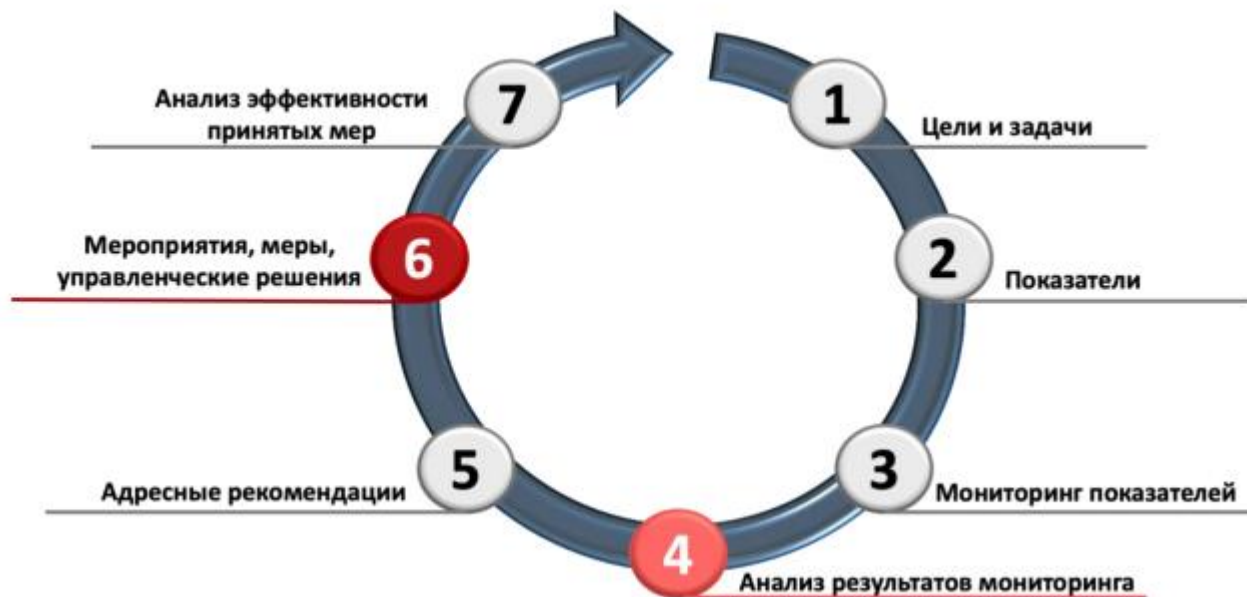 1
Цели и задачи
2
Показатели
3
Мониторинг показателей
4
Анализ результатов мониторинга
5
Адресные рекомендации
6
Мероприятия, меры,
управленческие решения
7
Анализ эффективности
принятых мер